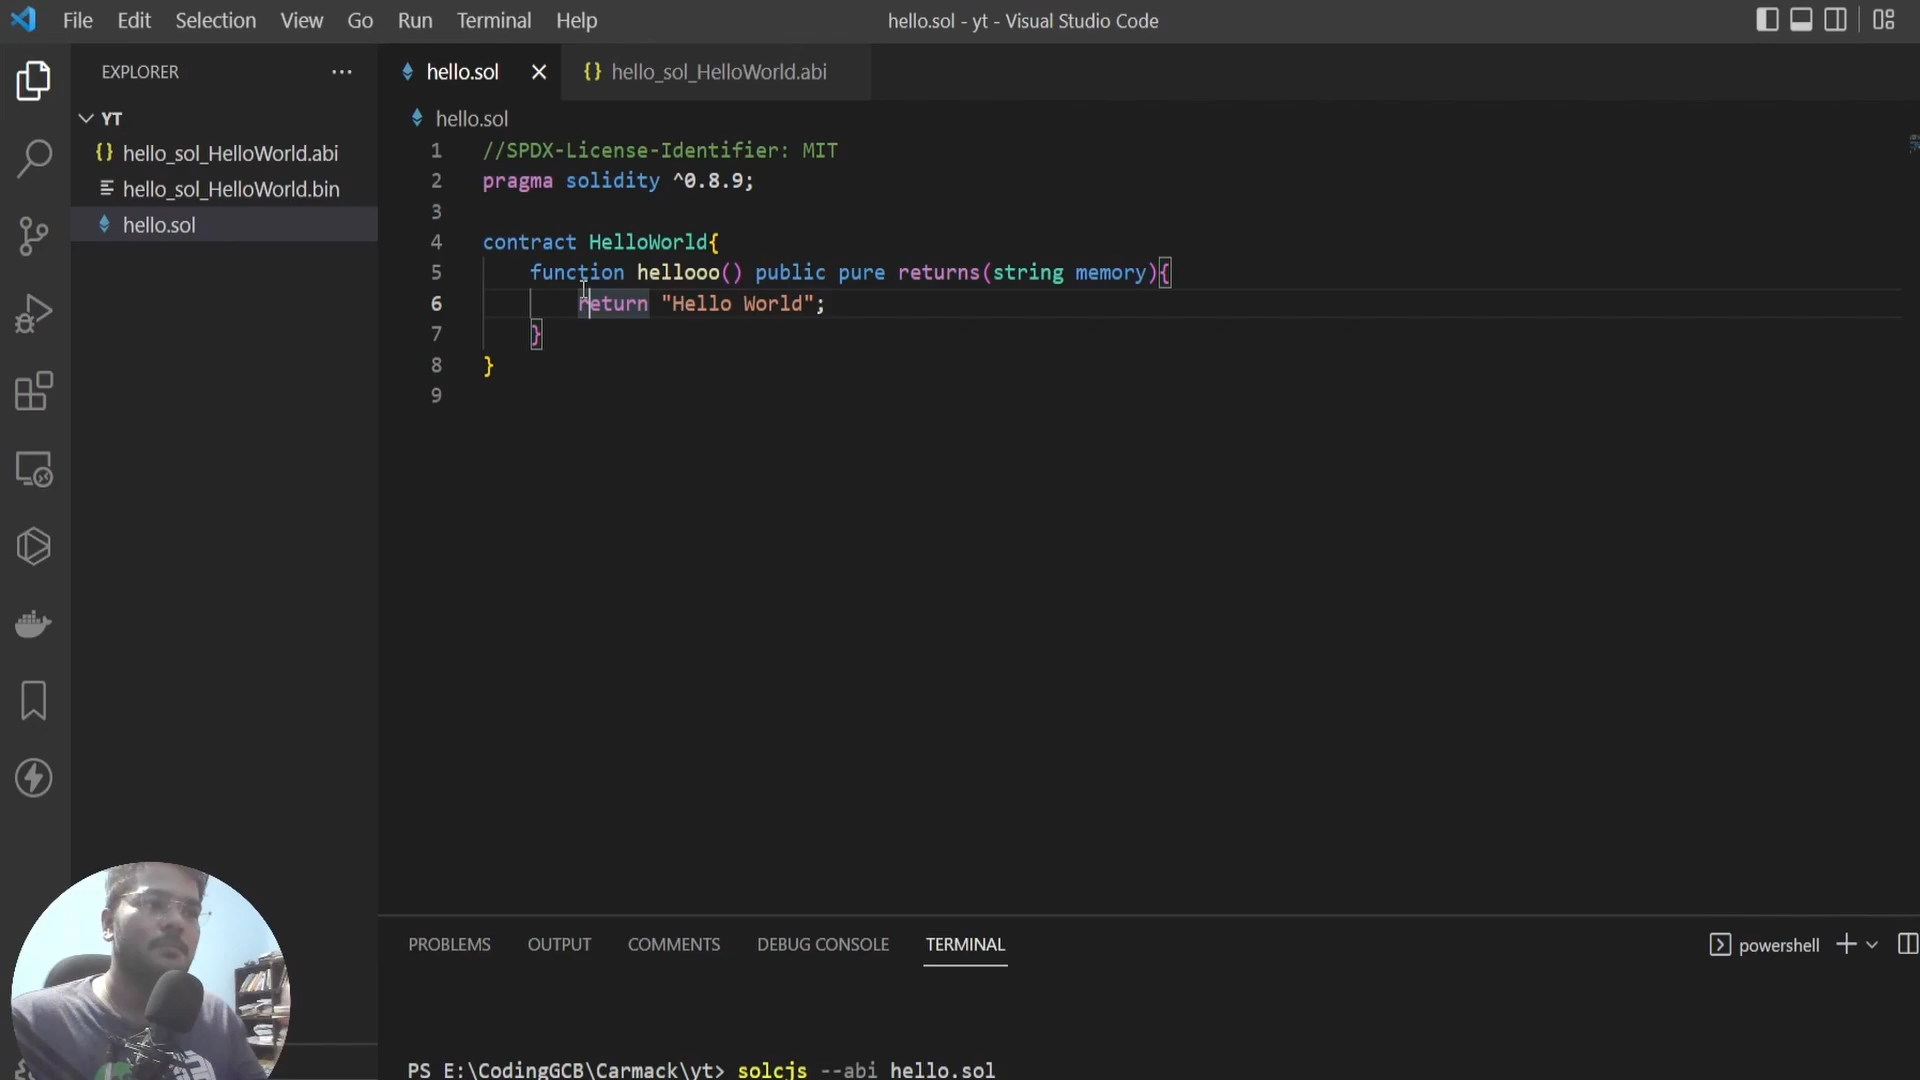 File Edit Selection View Go Run Terminal Help hello.sol - yt - Visual Studio Code
EXPLORER ...
hello.sol
hello_sol_HelloWorld.abi
YT
hello_sol_HelloWorld.abi
hello_sol_HelloWorld.bin
hello.sol
hello.sol
1 //SPDX-License-Identifier: MIT
2 pragma solidity ^0.8.9;
3
4 contract HelloWorld{
5 function hellooo() public pure returns(string memory){
6 return "Hello World";
7 }
8 }
9
PROBLEMS OUTPUT COMMENTS DEBUG CONSOLE TERMINAL powershell
PS E:\CodingGCB\Carmack\yt> solcjs --abi hello.sol